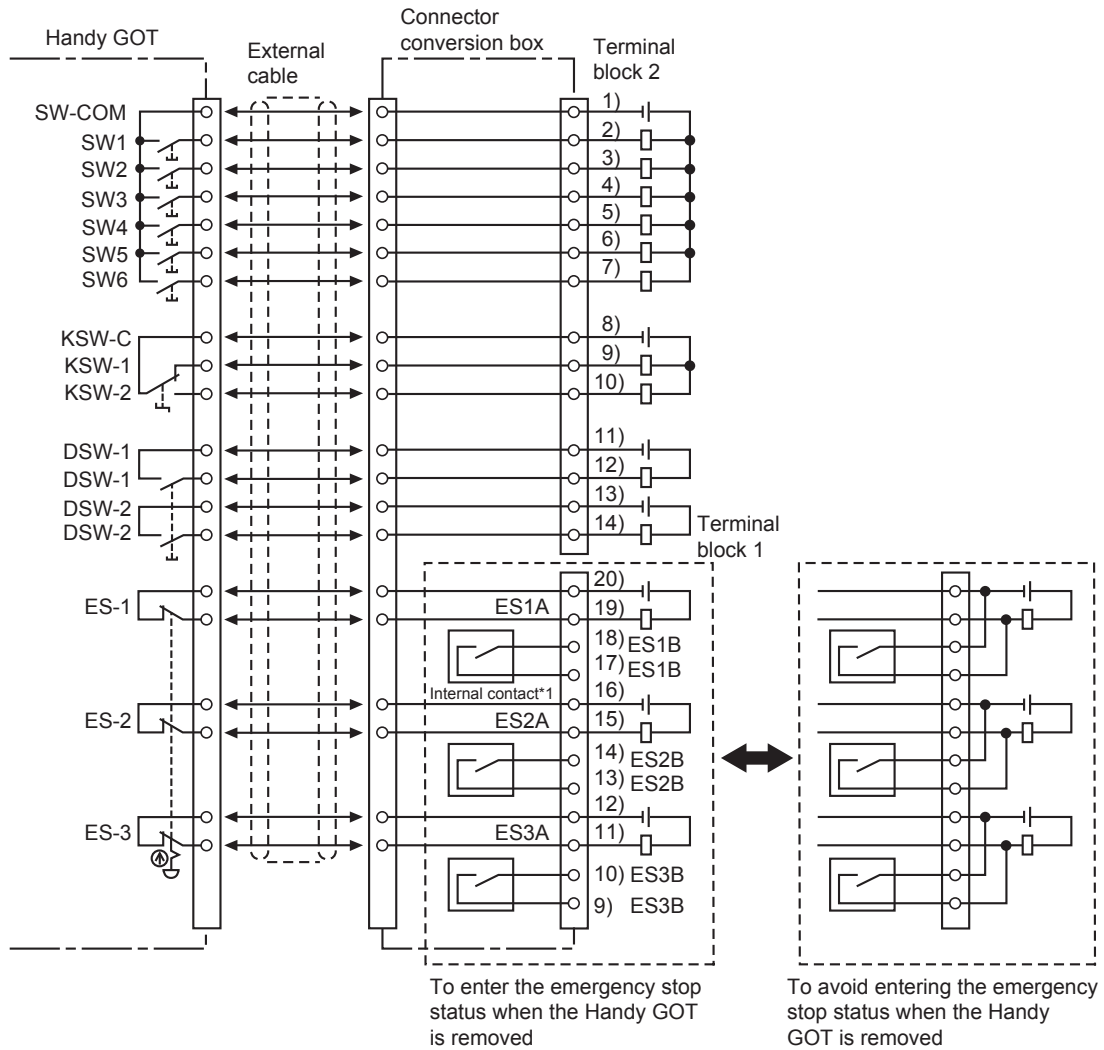 Handy GOT
External
cable
Connector
conversion box
Terminal
block 2
SW-COM
1)
SW1
2)
SW2
3)
SW3
4)
SW4
5)
SW5
6)
SW6
7)
KSW-C
8)
KSW-1
9)
KSW-2
10)
DSW-1
11)
DSW-1
12)
DSW-2
13)
DSW-2
14)
Terminal
block 1
20)
ES-1
ES1A
19)
18) ES1B
17) ES1B
Internal contact*1
16)
ES-2
ES2A
15)
14) ES2B
13) ES2B
12)
ES-3
ES3A
11)
10) ES3B
9) ES3B
To enter the emergency stop
status when the Handy GOT
is removed
To avoid entering the emergency
stop status when the Handy
GOT is removed